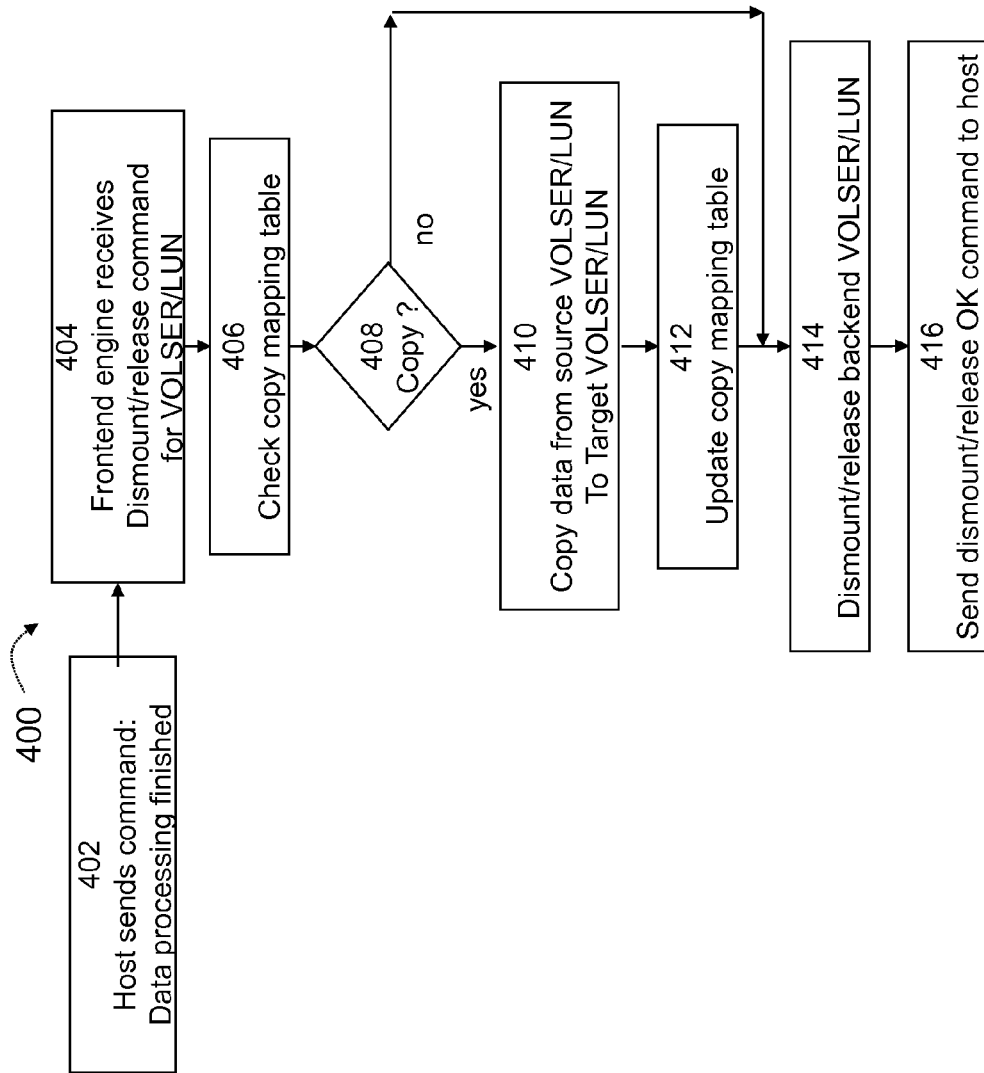 400
402
Host sends command:
Data processing finished
404
Frontend engine receives
Dismount/release command
for VOLSER/LUN
406
Check copy mapping table
408
Copy ?
no
yes
410
Copy data from source VOLSER/LUN
To Target VOLSER/LUN
412
Update copy mapping table
414
Dismount/release backend VOLSER/LUN
416
Send dismount/release OK command to host